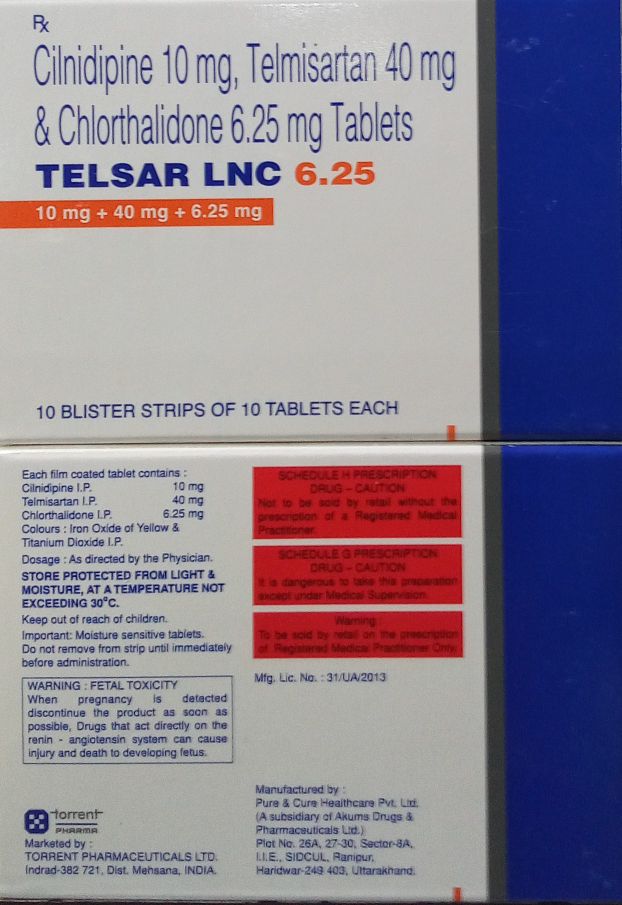 Rx
Cilnidipine 10 mg, Telmisartan 40 mg
& Chlorthalidone 6.25 mg Tablets
TELSAR LNC 6.25
10 mg + 40 mg + 6.25 mg
10 BLISTER STRIPS OF 10 TABLETS EACH
Each film coated tablet contains :
Cilnidipine I.P. 10 mg
Telmisartan I.P. 40 mg
Chlorthalidone I.P. 6.25 mg
Colours : Iron Oxide of Yellow &
Titanium Dioxide I.P.
Dosage : As directed by the Physician.
STORE PROTECTED FROM LIGHT &
MOISTURE, AT A TEMPERATURE NOT
EXCEEDING 30°C.
Keep out of reach of children.
Important: Moisture sensitive tablets.
Do not remove from strip until immediately
before administration.
WARNING : FETAL TOXICITY
When pregnancy is detected
discontinue the product as soon as
possible, Drugs that act directly on the
renin - angiotensin system can cause
injury and death to developing fetus.
torrent
PHARMA
Marketed by :
TORRENT PHARMACEUTICALS LTD.
Indrad-382 721, Dist. Mehsana, INDIA.
SCHEDULE H PRESCRIPTION
DRUG – CAUTION
Not to be sold by retail without the
prescription of a Registered Medical
Practitioner.
SCHEDULE G PRESCRIPTION
DRUG – CAUTION
It is dangerous to take this preparation
except under Medical Supervision.
Warning :
To be sold by retail on the prescription
of Registered Medical Practitioner Only.
Mfg. Lic. No. : 31/UA/2013
Manufactured by :
Pure & Cure Healthcare Pvt. Ltd.
(A subsidiary of Akums Drugs &
Pharmaceuticals Ltd.)
Plot No. 26A, 27-30, Sector-8A,
I.I.E., SIDCUL, Ranipur,
Haridwar-249 403, Uttarakhand.